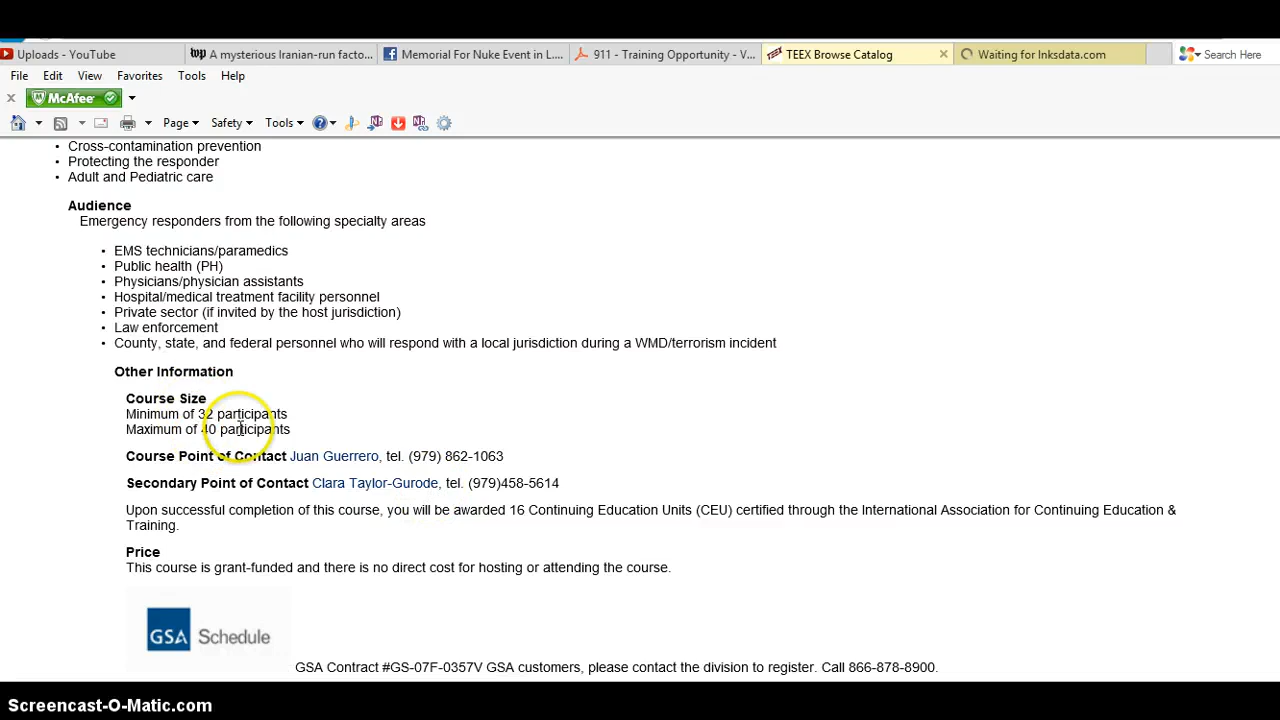 Uploads - YouTube
A mysterious Iranian-run facto...
Memorial For Nuke Event in L....
911 - Training Opportunity - V...
TEEX Browse Catalog
Waiting for lnksdata.com
Search Here
File Edit View Favorites Tools Help
McAfee
Page Safety Tools
Cross-contamination prevention
Protecting the responder
Adult and Pediatric care
Audience
Emergency responders from the following specialty areas
EMS technicians/paramedics
Public health (PH)
Physicians/physician assistants
Hospital/medical treatment facility personnel
Private sector (if invited by the host jurisdiction)
Law enforcement
County, state, and federal personnel who will respond with a local jurisdiction during a WMD/terrorism incident
Other Information
Course Size
Minimum of 32 participants
Maximum of 40 participants
Course Point of Contact Juan Guerrero, tel. (979) 862-1063
Secondary Point of Contact Clara Taylor-Gurode, tel. (979)458-5614
Upon successful completion of this course, you will be awarded 16 Continuing Education Units (CEU) certified through the International Association for Continuing Education &
Training.
Price
This course is grant-funded and there is no direct cost for hosting or attending the course.
GSA Schedule
GSA Contract #GS-07F-0357V GSA customers, please contact the division to register. Call 866-878-8900.
Screencast-O-Matic.com